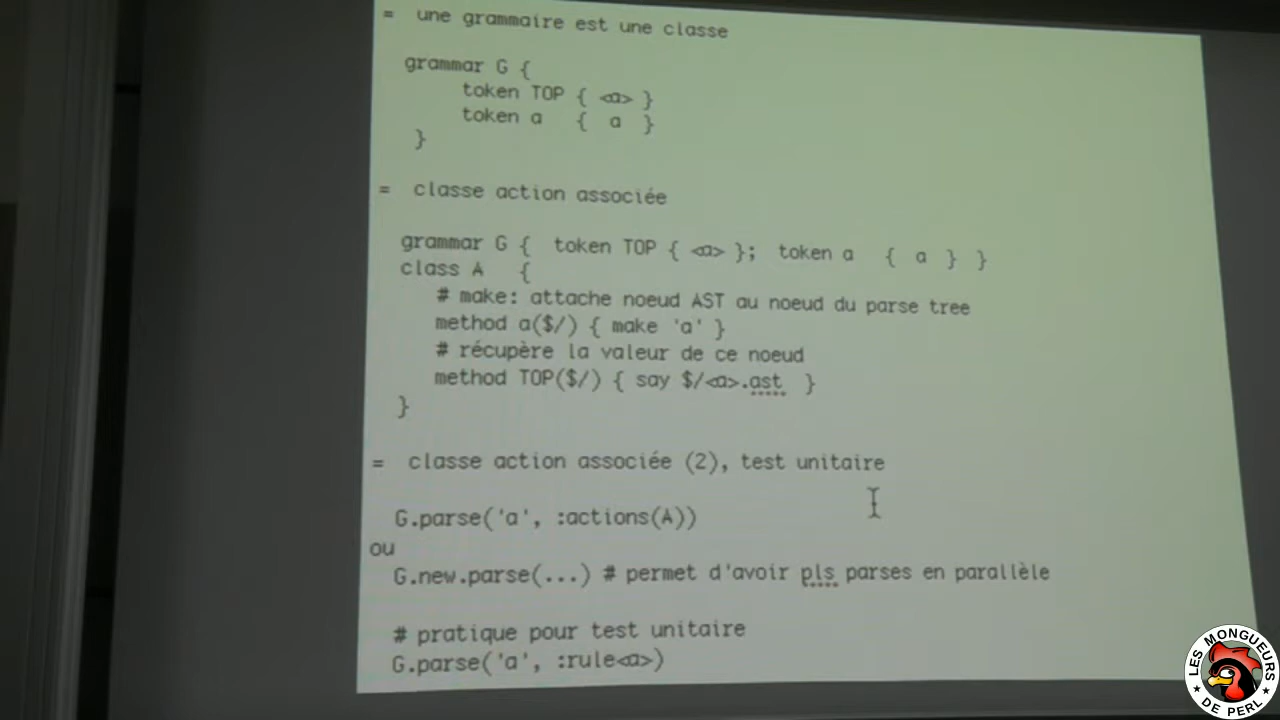 = une grammaire est une classe
grammar G {
token TOP { <a> }
token a { a }
}
= classe action associée
grammar G { token TOP { <a> }; token a { a } }
class A {
# make: attache noeud AST au noeud du parse tree
method a($/) { make 'a' }
# récupère la valeur de ce noeud
method TOP($/) { say $/<a>.ast }
}
= classe action associée (2), test unitaire
G.parse('a', :actions(A))
ou
G.new.parse(...) # permet d'avoir pls parses en parallèle
# pratique pour test unitaire
G.parse('a', :rule<a>)
LES MONGUEURS
★ DE PERL ★